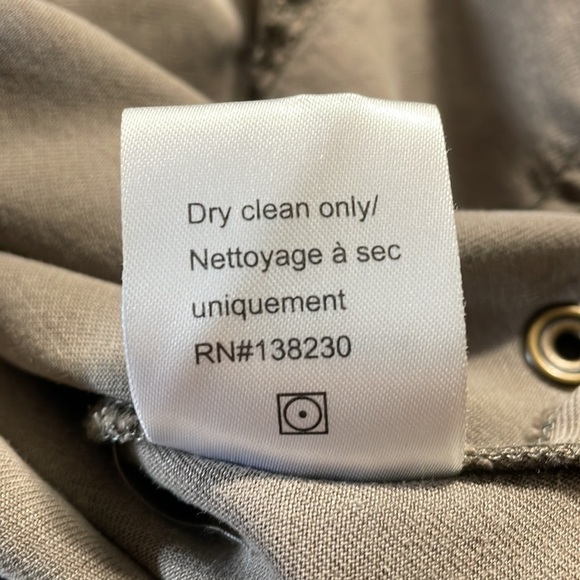 Dry clean only/
Nettoyage à sec
uniquement
RN#138230